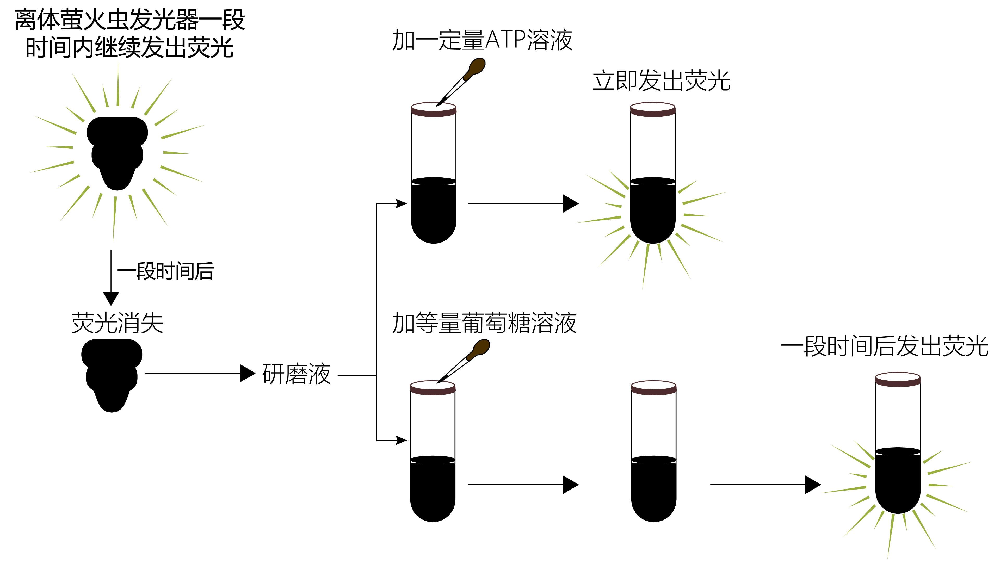 离体萤火虫发光器一段
时间内继续发出荧光
加一定量ATP溶液
立即发出荧光
一段时间后
荧光消失
加等量葡萄糖溶液
一段时间后发出荧光
研磨液